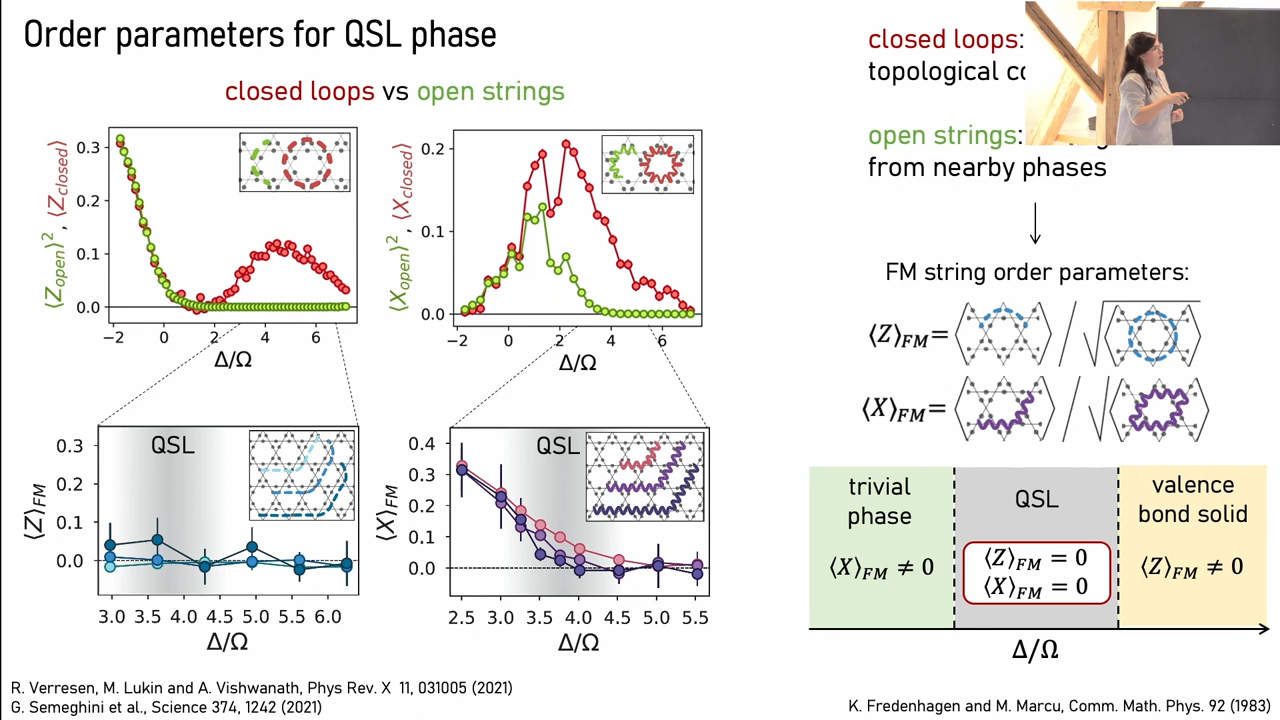 Order parameters for QSL phase
closed loops vs open strings
⟨Z_open⟩², ⟨Z_closed⟩
0.3
0.2
0.1
0.0
−2 0 2 4 6
Δ/Ω
⟨X_open⟩², ⟨X_closed⟩
0.2
0.1
0.0
−2 0 2 4 6
Δ/Ω
⟨Z⟩_FM
QSL
0.3
0.2
0.1
0.0
3.0 3.5 4.0 4.5 5.0 5.5 6.0
Δ/Ω
⟨X⟩_FM
QSL
0.4
0.3
0.2
0.1
0.0
2.5 3.0 3.5 4.0 4.5 5.0 5.5
Δ/Ω
R. Verresen, M. Lukin and A. Vishwanath, Phys Rev. X 11, 031005 (2021)
G. Semeghini et al., Science 374, 1242 (2021)
closed loops:
topological
open strings:
from nearby phases
FM string order parameters:
⟨Z⟩_FM =
⟨X⟩_FM =
trivial
phase
⟨X⟩_FM ≠ 0
QSL
⟨Z⟩_FM = 0
⟨X⟩_FM = 0
valence
bond solid
⟨Z⟩_FM ≠ 0
Δ/Ω
K. Fredenhagen and M. Marcu, Comm. Math. Phys. 92 (1983)